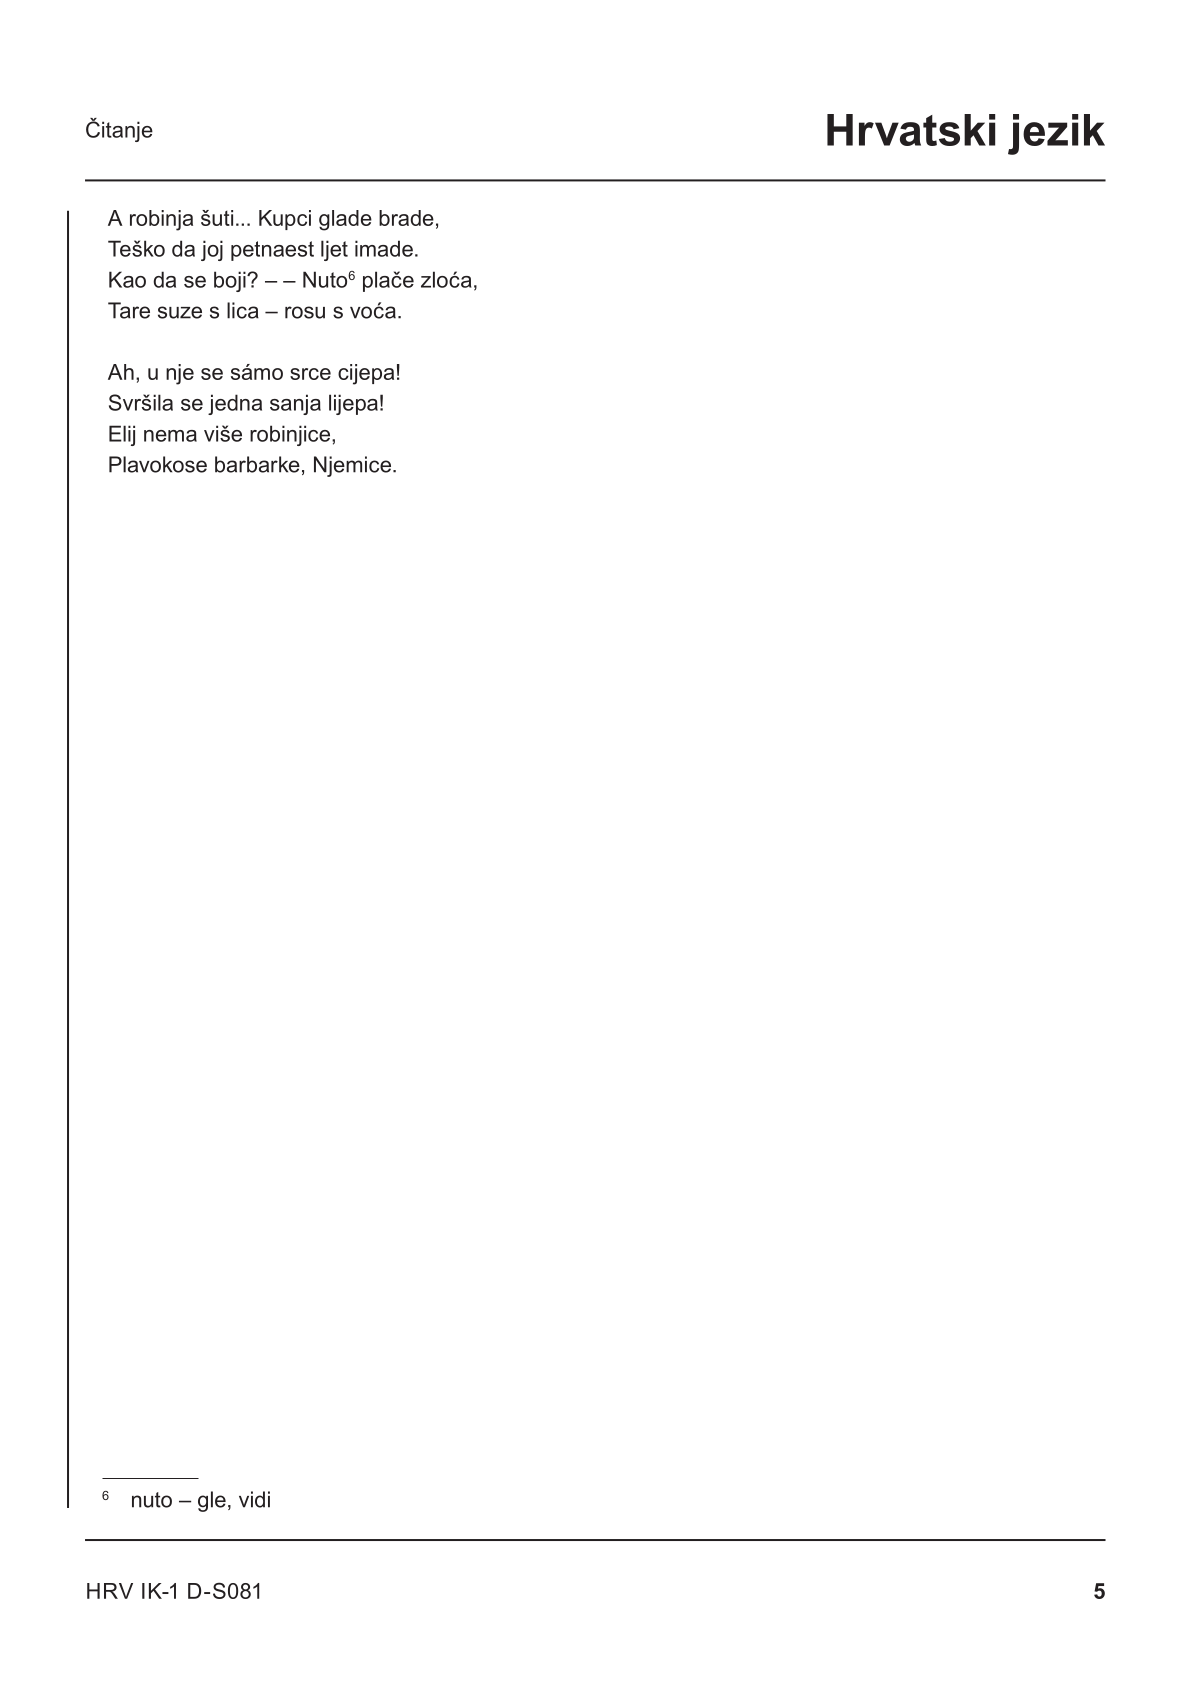 Čitanje
Hrvatski jezik
A robinja šuti... Kupci glade brade,
Teško da joj petnaest ljet imade.
Kao da se boji? – – Nuto⁶ plače zloća,
Tare suze s lica – rosu s voća.
Ah, u nje se sámo srce cijepa!
Svršila se jedna sanja lijepa!
Elij nema više robinjice,
Plavokose barbarke, Njemice.
⁶ nuto – gle, vidi
HRV IK-1 D-S081
5